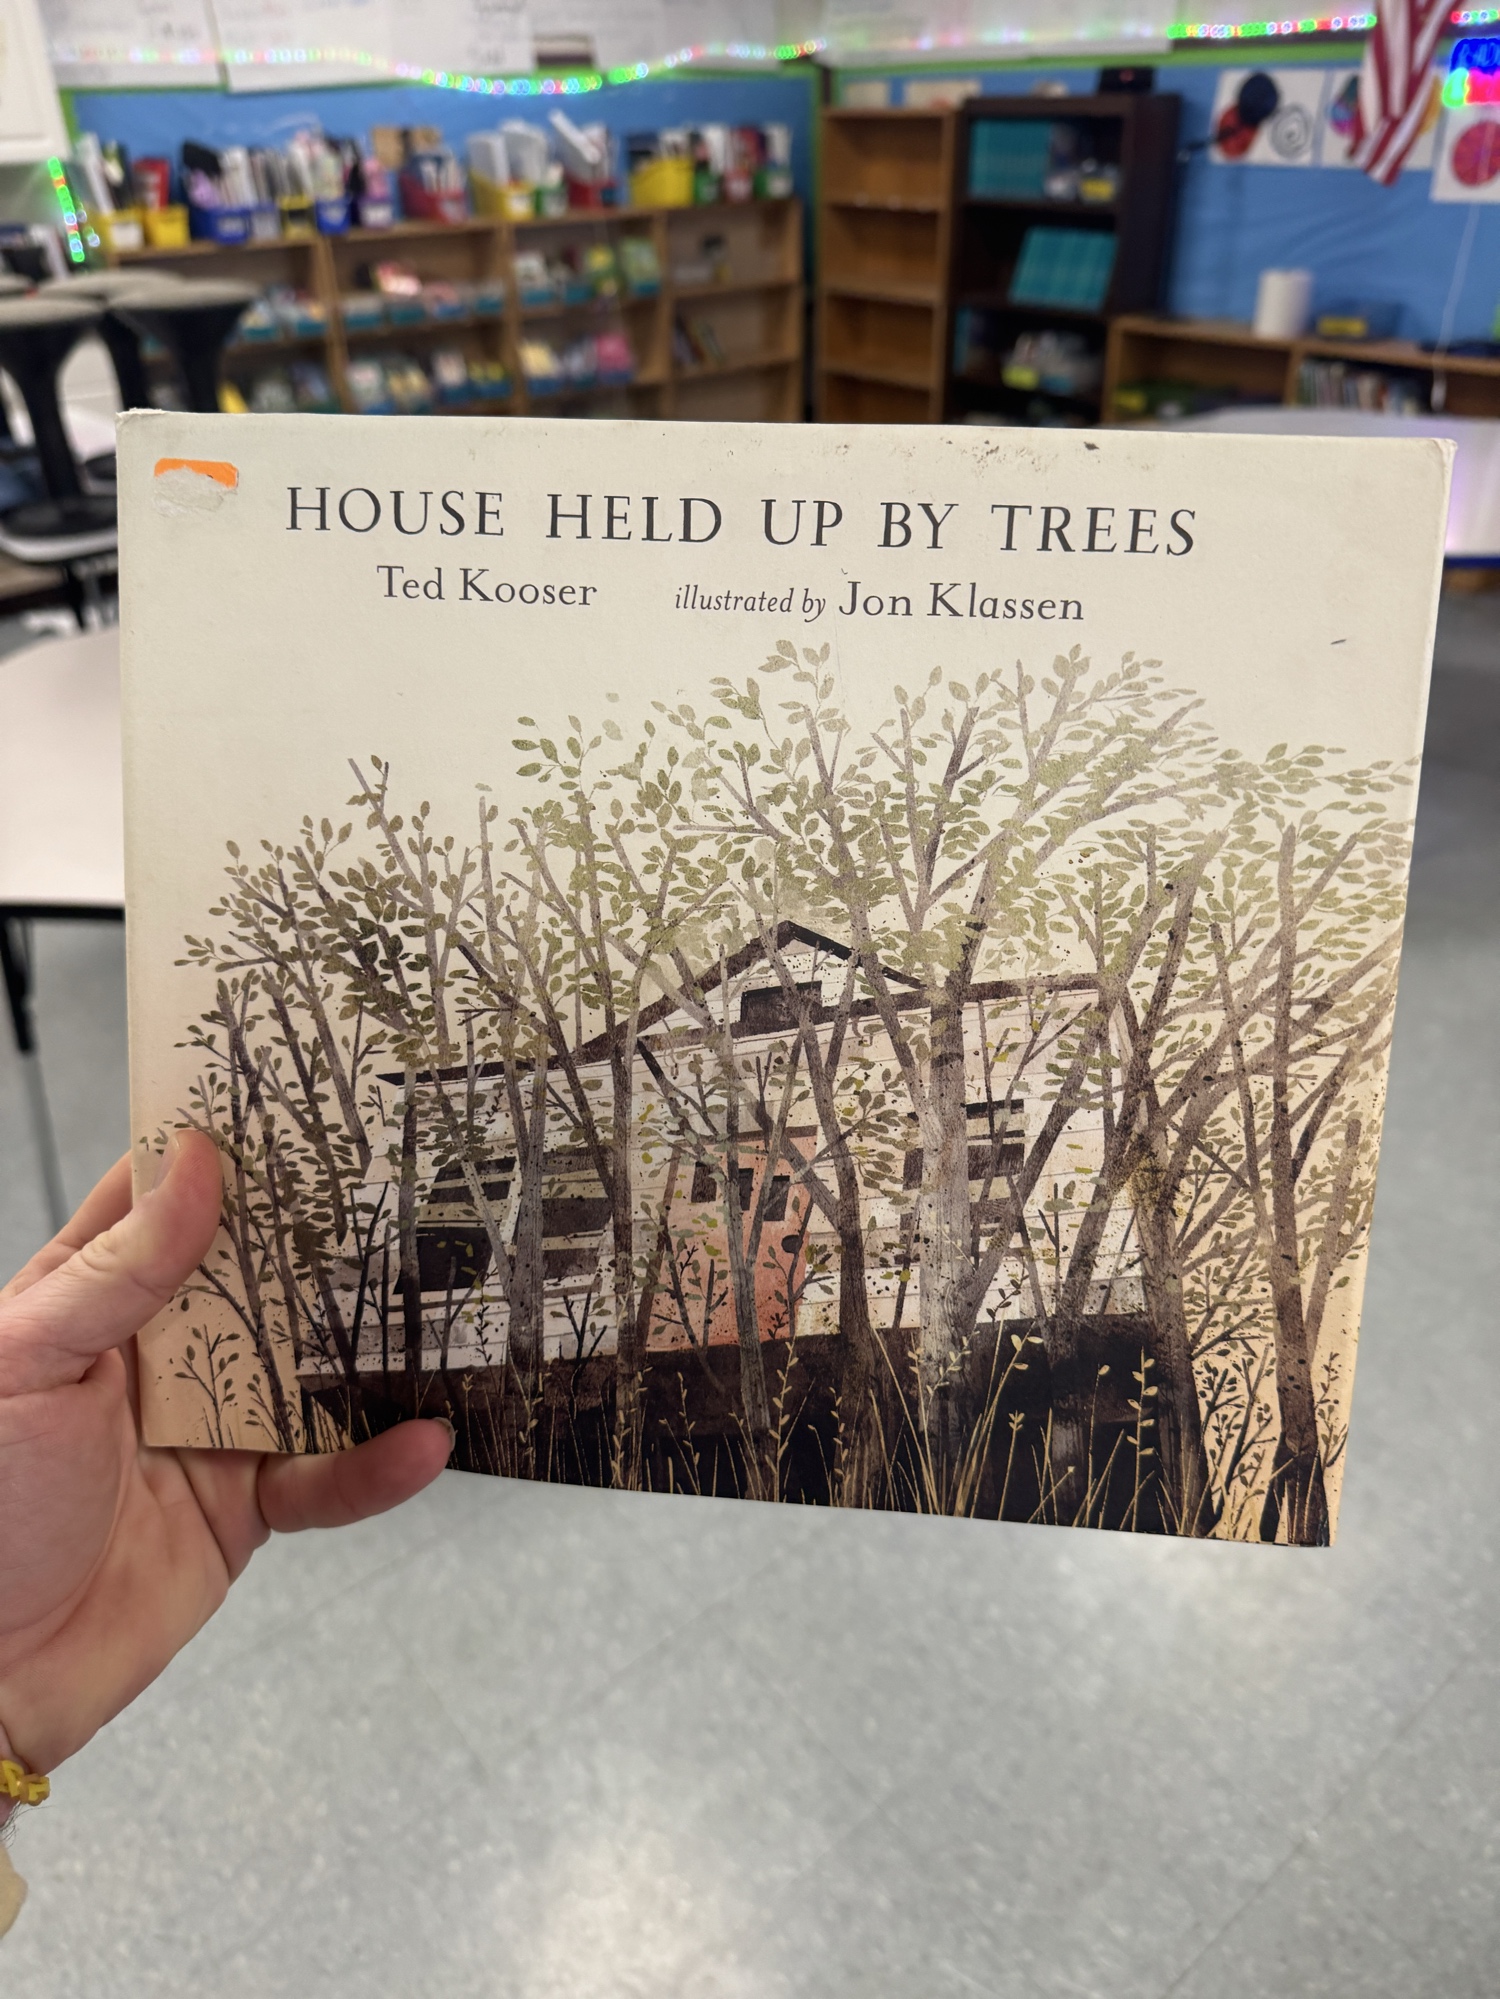 HOUSE HELD UP BY TREES
Ted Kooser illustrated by Jon Klassen